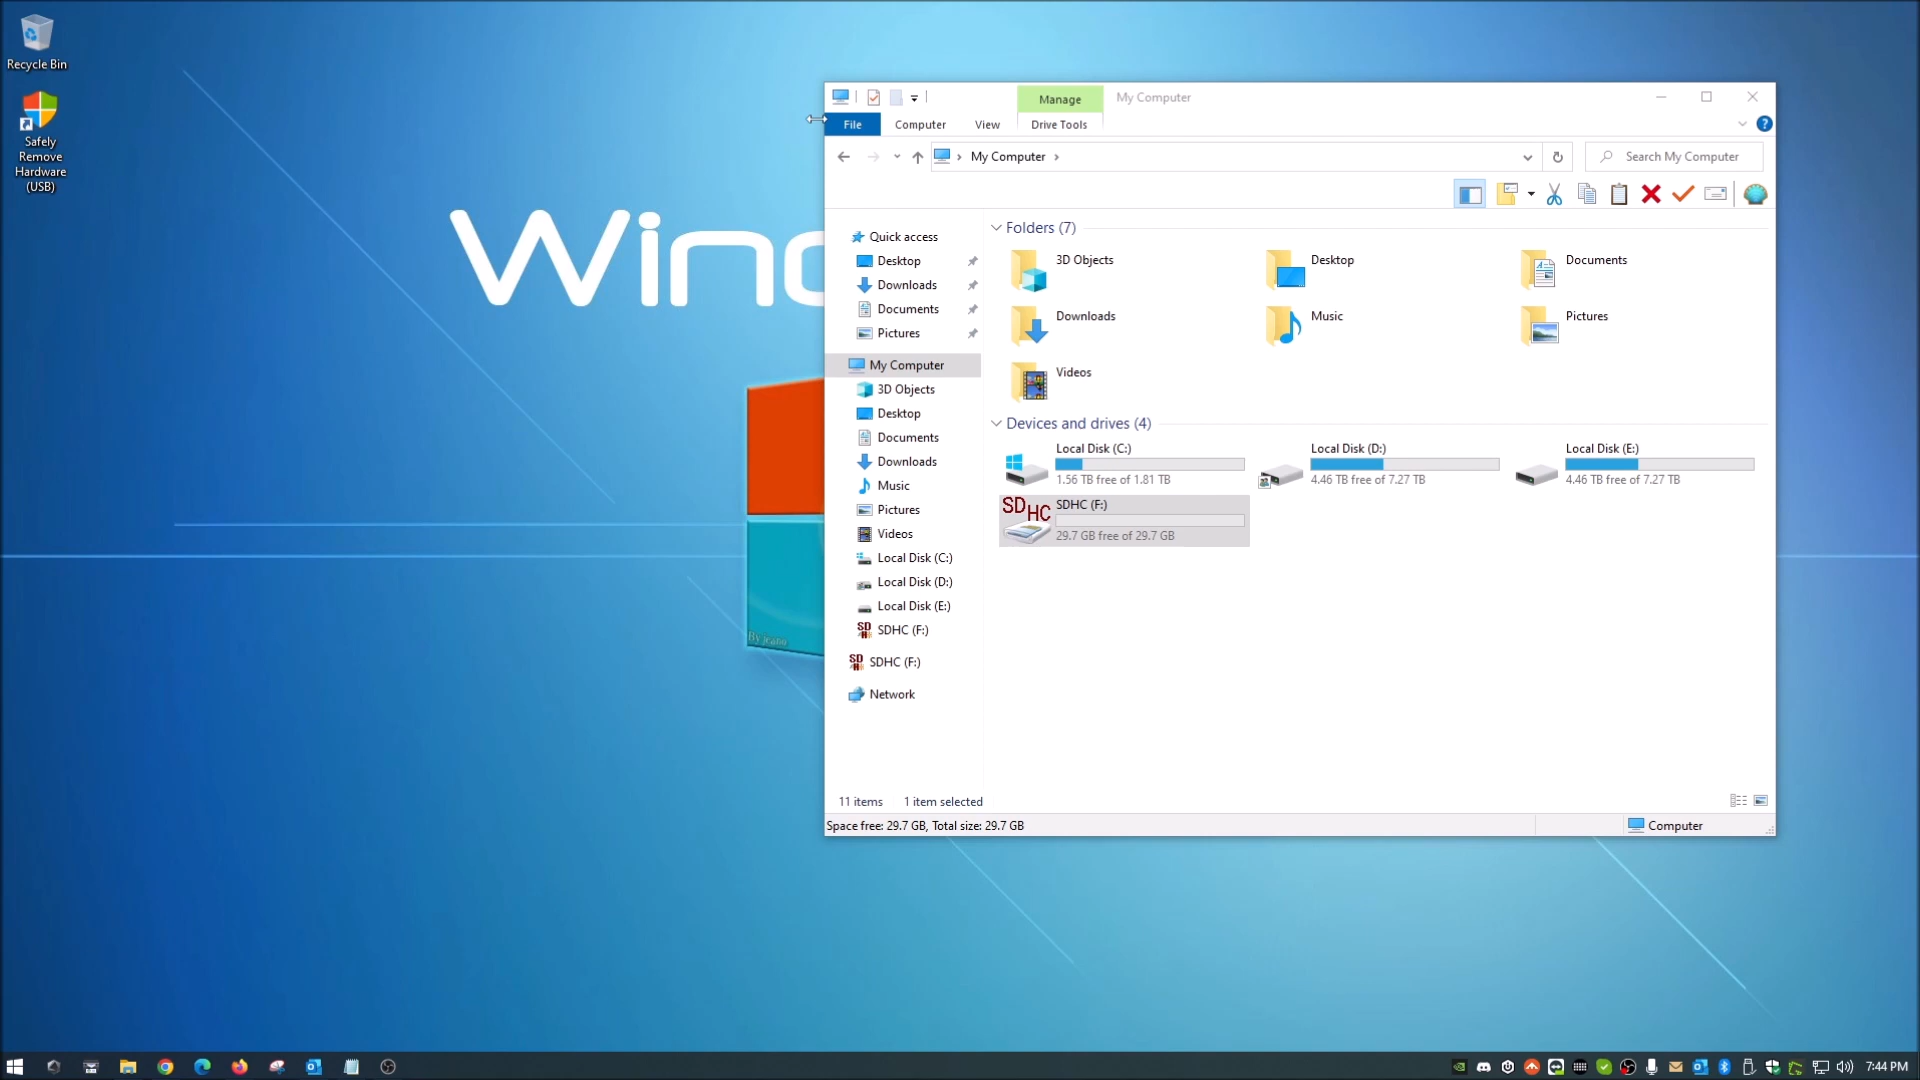 Recycle Bin
Safely
Remove
Hardware
(USB)
By jeano
Manage
My Computer
File
Computer
View
Drive Tools
My Computer
Search My Computer
Quick access
Desktop
Downloads
Documents
Pictures
My Computer
3D Objects
Desktop
Documents
Downloads
Music
Pictures
Videos
Local Disk (C:)
Local Disk (D:)
Local Disk (E:)
SDHC (F:)
SDHC (F:)
Network
Folders (7)
3D Objects
Desktop
Documents
Downloads
Music
Pictures
Videos
Devices and drives (4)
Local Disk (C:)
1.56 TB free of 1.81 TB
Local Disk (D:)
4.46 TB free of 7.27 TB
Local Disk (E:)
4.46 TB free of 7.27 TB
SDHC
SDHC (F:)
29.7 GB free of 29.7 GB
11 items
1 item selected
Space free: 29.7 GB, Total size: 29.7 GB
Computer
7:44 PM